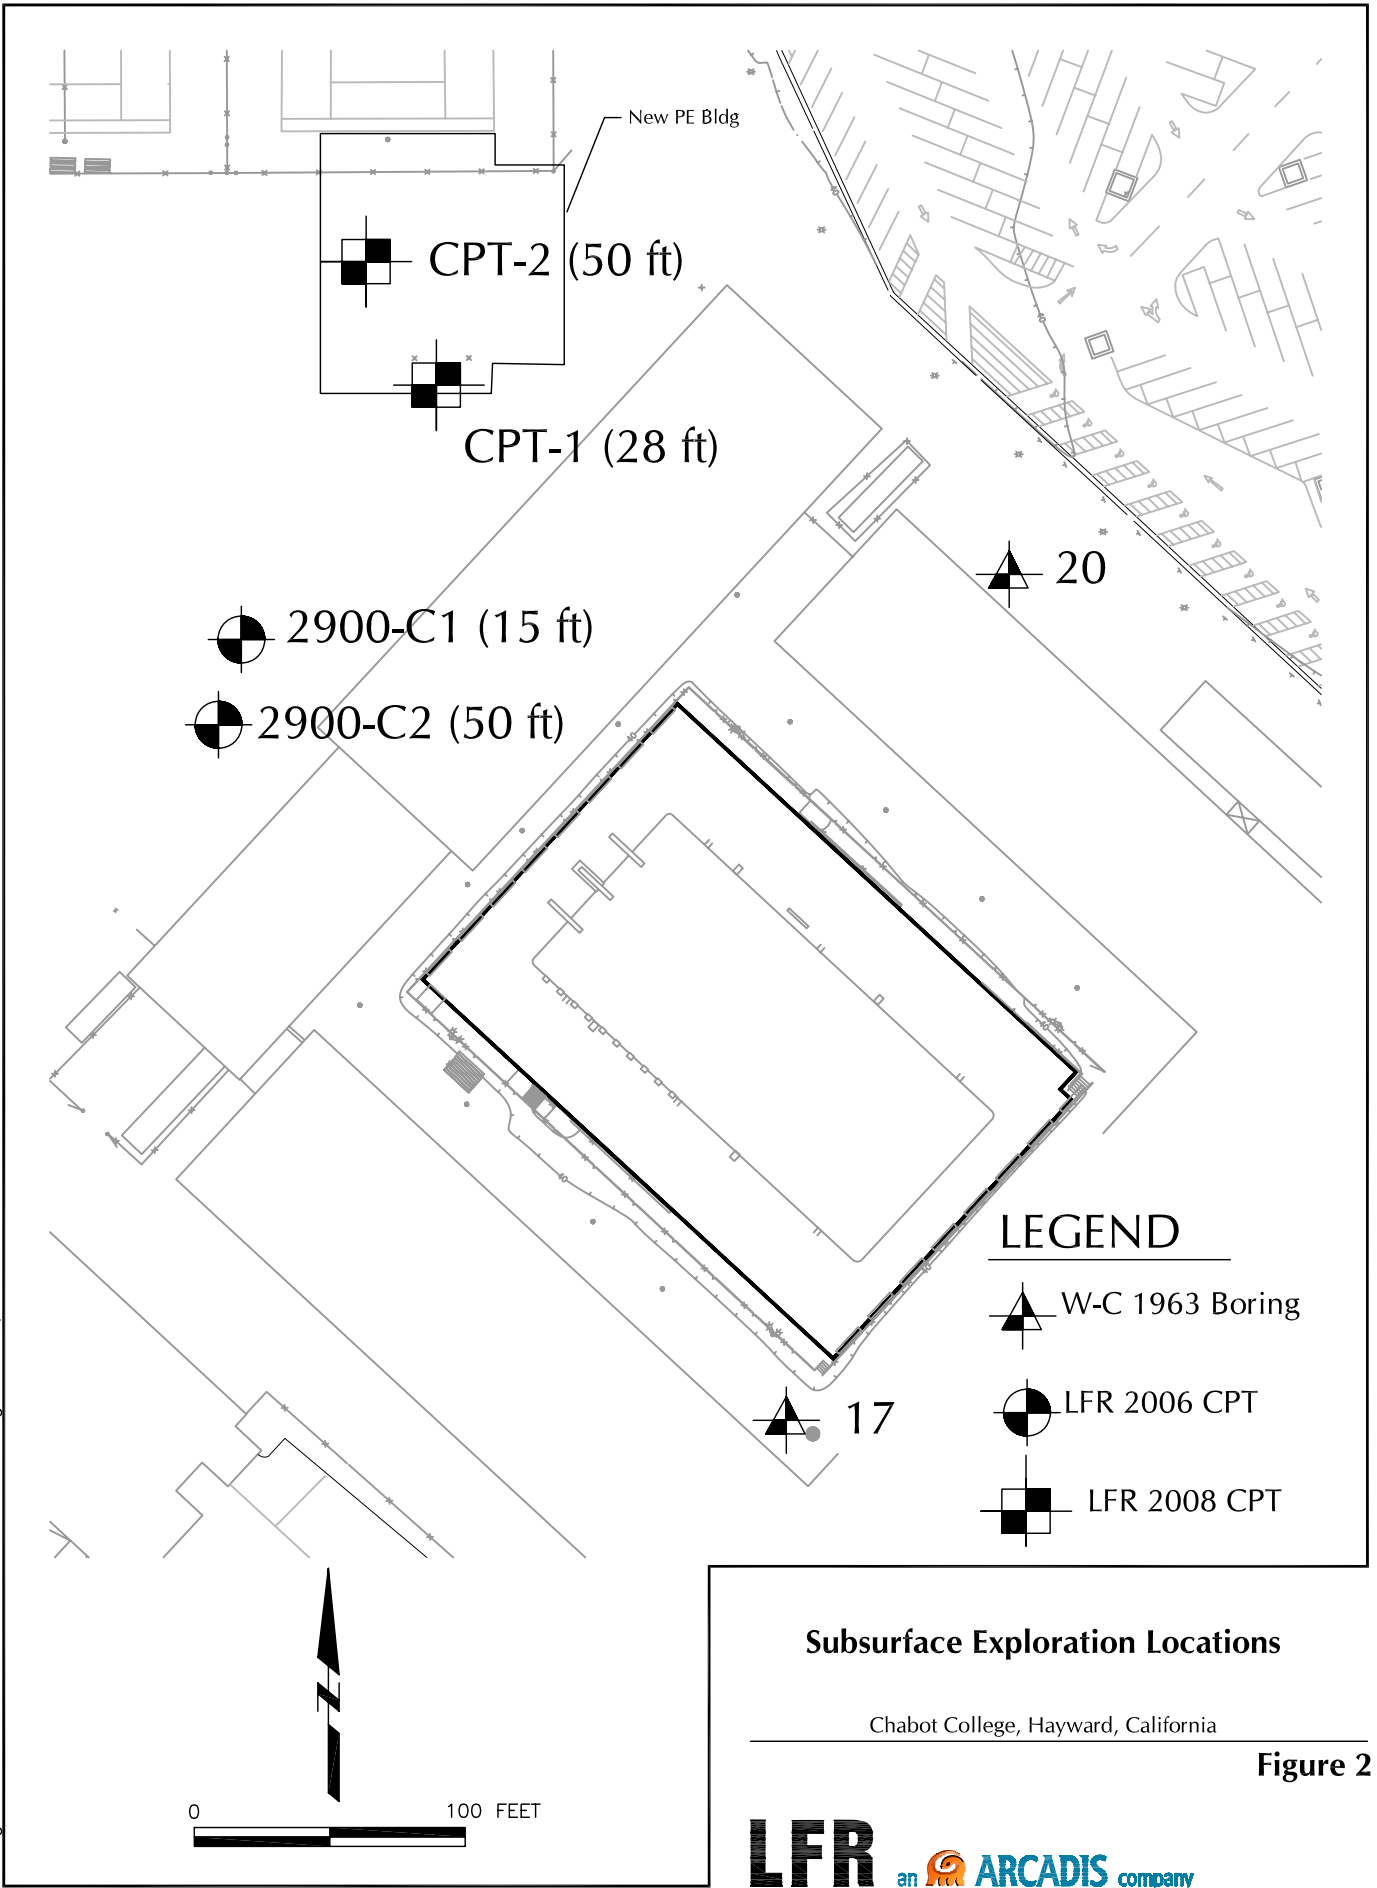 New PE Bldg
CPT-2 (50 ft)
CPT-1 (28 ft)
20
2900-C1 (15 ft)
2900-C2 (50 ft)
17
LEGEND
W-C 1963 Boring
LFR 2006 CPT
LFR 2008 CPT
N
0
100 FEET
Subsurface Exploration Locations
Chabot College, Hayward, California
Figure 2
LFR an ARCADIS company